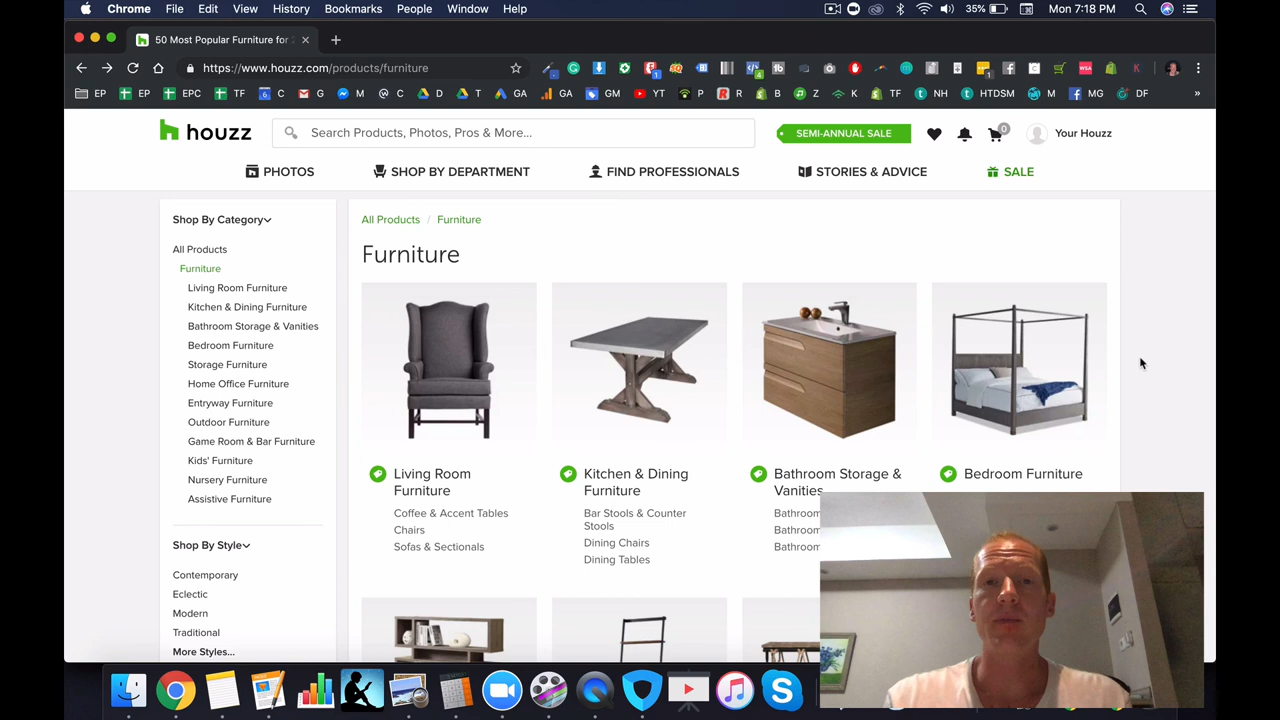 Chrome File Edit View History Bookmarks People Window Help 35% Mon 7:18 PM
50 Most Popular Furniture for
https://www.houzz.com/products/furniture
EP EP EPC TF C G M C D T GA GA GM YT P R B Z K TF NH HTDSM M MG DF »
houzz Search Products, Photos, Pros & More... SEMI-ANNUAL SALE 0 Your Houzz
PHOTOS SHOP BY DEPARTMENT FIND PROFESSIONALS STORIES & ADVICE SALE
Shop By Category
All Products
Furniture
Living Room Furniture
Kitchen & Dining Furniture
Bathroom Storage & Vanities
Bedroom Furniture
Storage Furniture
Home Office Furniture
Entryway Furniture
Outdoor Furniture
Game Room & Bar Furniture
Kids' Furniture
Nursery Furniture
Assistive Furniture
Shop By Style
Contemporary
Eclectic
Modern
Traditional
More Styles...
All Products / Furniture
Furniture
Living Room
Furniture
Coffee & Accent Tables
Chairs
Sofas & Sectionals
Kitchen & Dining
Furniture
Bar Stools & Counter
Stools
Dining Chairs
Dining Tables
Bathroom Storage &
Vanities
Bathroom
Bathroom
Bathroom
Bedroom Furniture